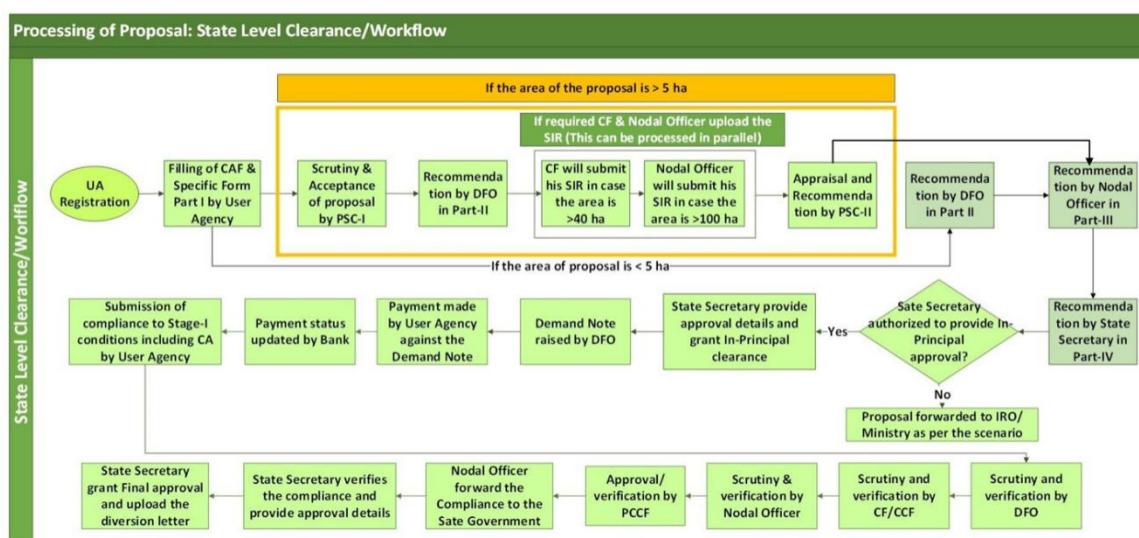 Processing of Proposal: State Level Clearance/Workflow
State Level Clearance/Worlflow
If the area of the proposal is > 5 ha
If required CF & Nodal Officer upload the
SIR (This can be processed in parallel)
UA
Registration
Filling of CAF &
Specific Form
Part I by User
Agency
Scrutiny &
Acceptance
of proposal
by PSC-I
Recommenda
tion by DFO
in Part-II
CF will submit
his SIR in case
the area is
>40 ha
Nodal Officer
will submit his
SIR in case the
area is >100 ha
Appraisal and
Recommenda
tion by PSC-II
Recommenda
tion by DFO
in Part II
Recommenda
tion by Nodal
Officer in
Part-III
If the area of proposal is < 5 ha
Submission of
compliance to Stage-I
conditions including CA
by User Agency
Payment status
updated by Bank
Payment made
by User Agency
against the
Demand Note
Demand Note
raised by DFO
State Secretary provide
approval details and
grant In-Principal
clearance
Yes
Sate Secretary
authorized to provide In-
Principal
approval?
Recommenda
tion by State
Secretary in
Part-IV
No
Proposal forwarded to IRO/
Ministry as per the scenario
State Secretary
grant Final approval
and upload the
diversion letter
State Secretary verifies
the compliance and
provide approval details
Nodal Officer
forward the
Compliance to the
Sate Government
Approval/
verification by
PCCF
Scrutiny &
verification by
Nodal Officer
Scrutiny and
verification by
CF/CCF
Scrutiny and
verification by
DFO